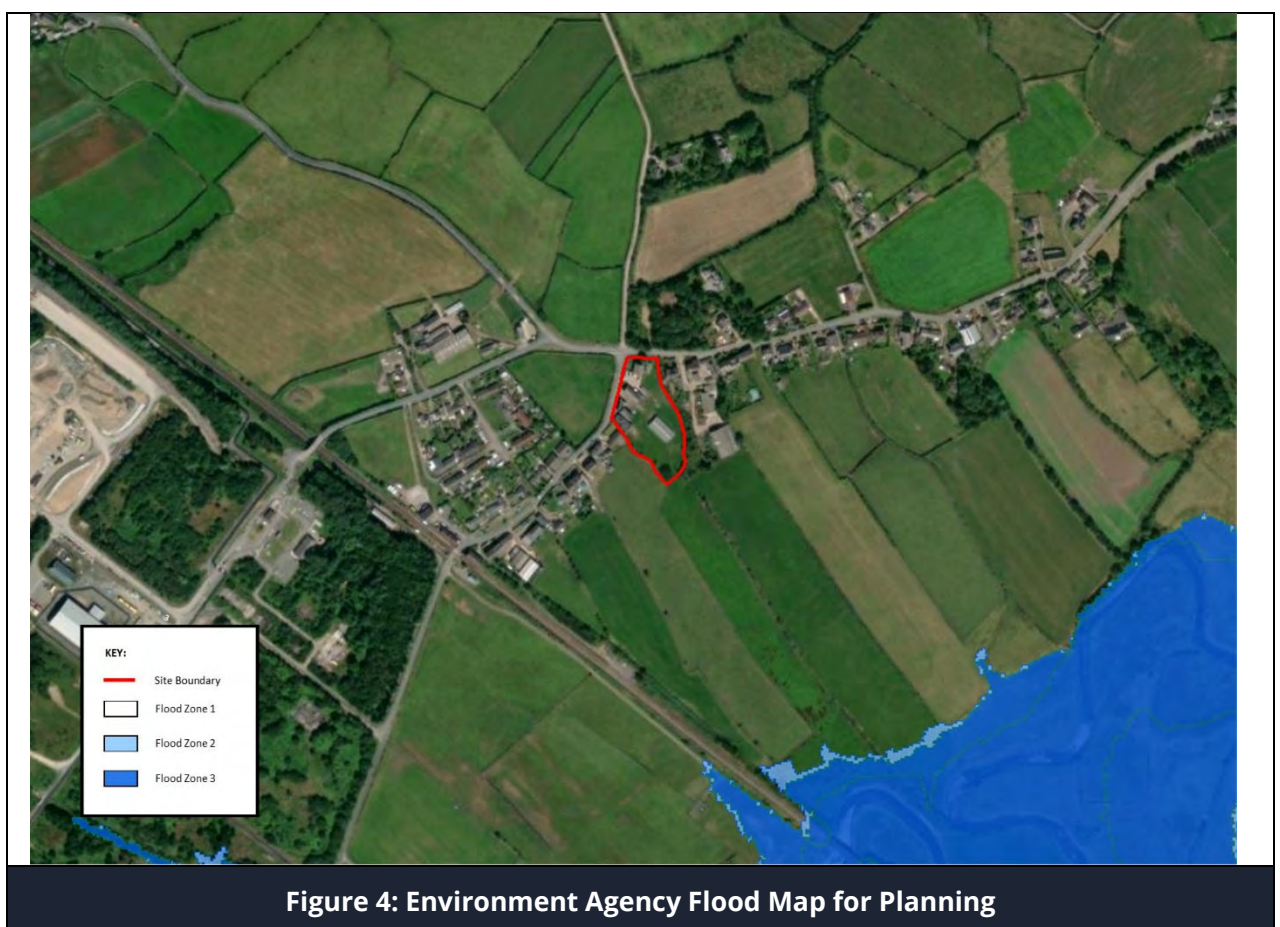 KEY:
Site Boundary
Flood Zone 1
Flood Zone 2
Flood Zone 3
Figure 4: Environment Agency Flood Map for Planning